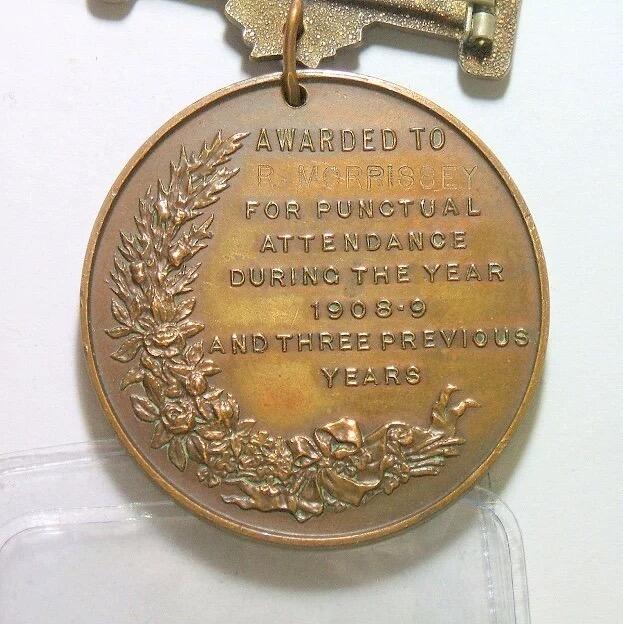 AWARDED TO
R. MORRISSEY
FOR PUNCTUAL
ATTENDANCE
DURING THE YEAR
1908-9
AND THREE PREVIOUS
YEARS